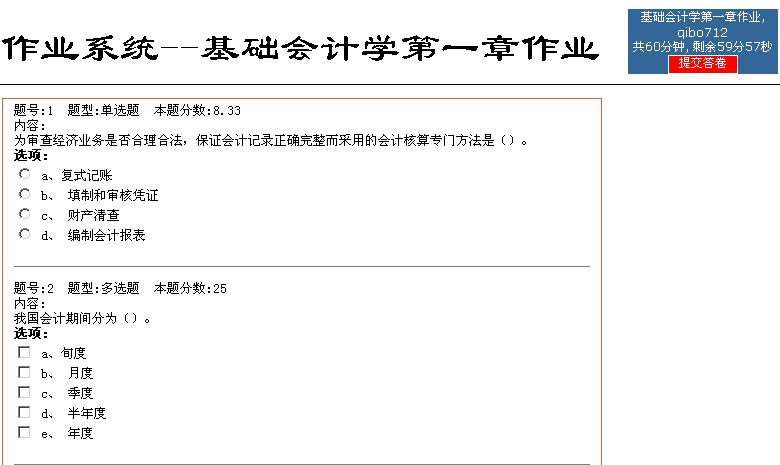 作业系统--基础会计学第一章作业
基础会计学第一章作业,
qibo712
共60分钟,剩余59分57秒
提交答卷
题号:1 题型:单选题 本题分数:8.33
内容:
为审查经济业务是否合理合法，保证会计记录正确完整而采用的会计核算专门方法是（）。
选项:
a、复式记账
b、 填制和审核凭证
c、 财产清查
d、 编制会计报表
题号:2 题型:多选题 本题分数:25
内容:
我国会计期间分为（）。
选项:
a、旬度
b、 月度
c、 季度
d、 半年度
e、 年度